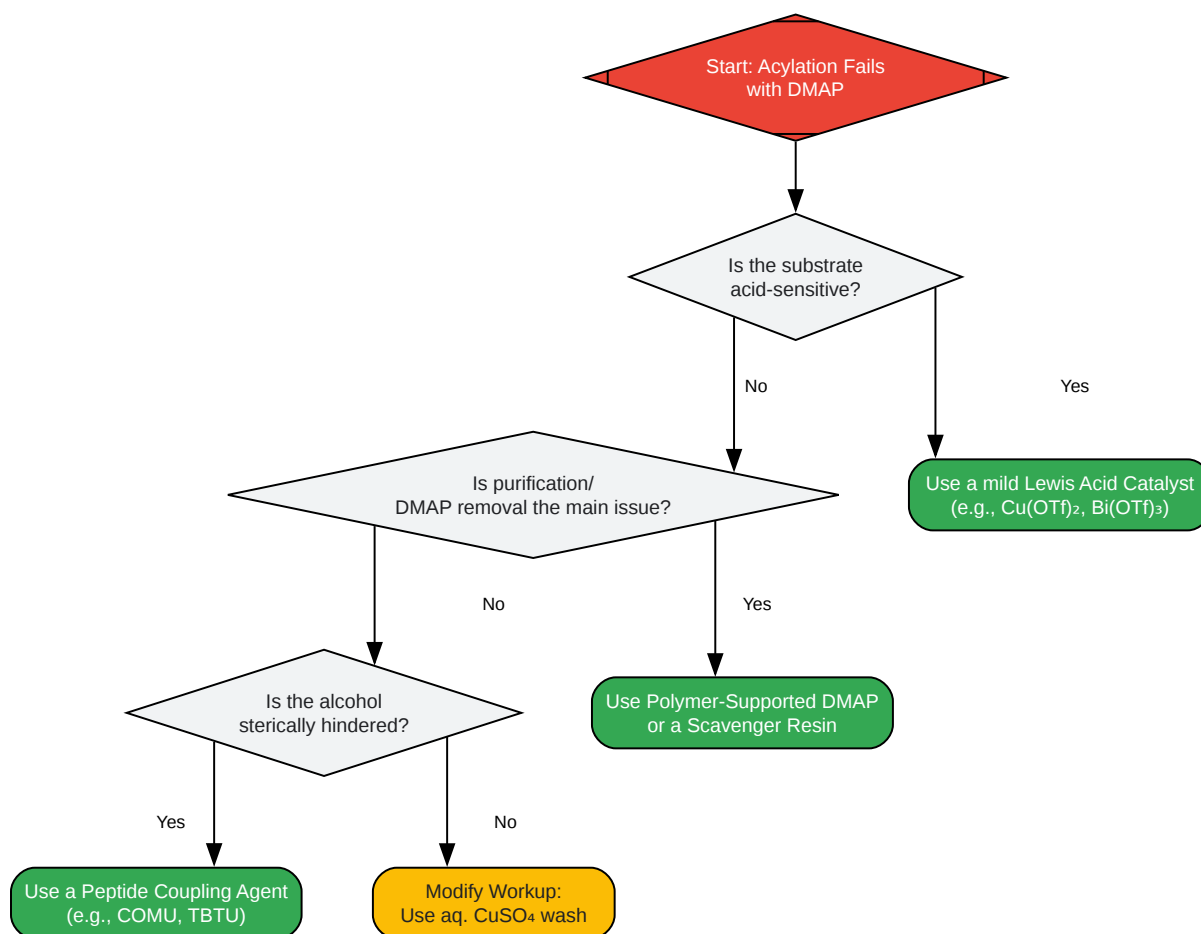 Start: Acylation Fails
with DMAP
Is the substrate
acid-sensitive?
No
Yes
Use a mild Lewis Acid Catalyst
(e.g., Cu(OTf)₂, Bi(OTf)₃)
Is purification/
DMAP removal the main issue?
No
Yes
Use Polymer-Supported DMAP
or a Scavenger Resin
Is the alcohol
sterically hindered?
Yes
No
Use a Peptide Coupling Agent
(e.g., COMU, TBTU)
Modify Workup:
Use aq. CuSO₄ wash